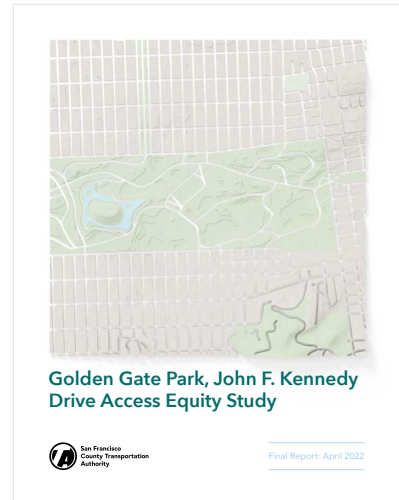 Golden Gate Park, John F. Kennedy
Drive Access Equity Study
San Francisco
County Transportation
Authority
Final Report: April 2022